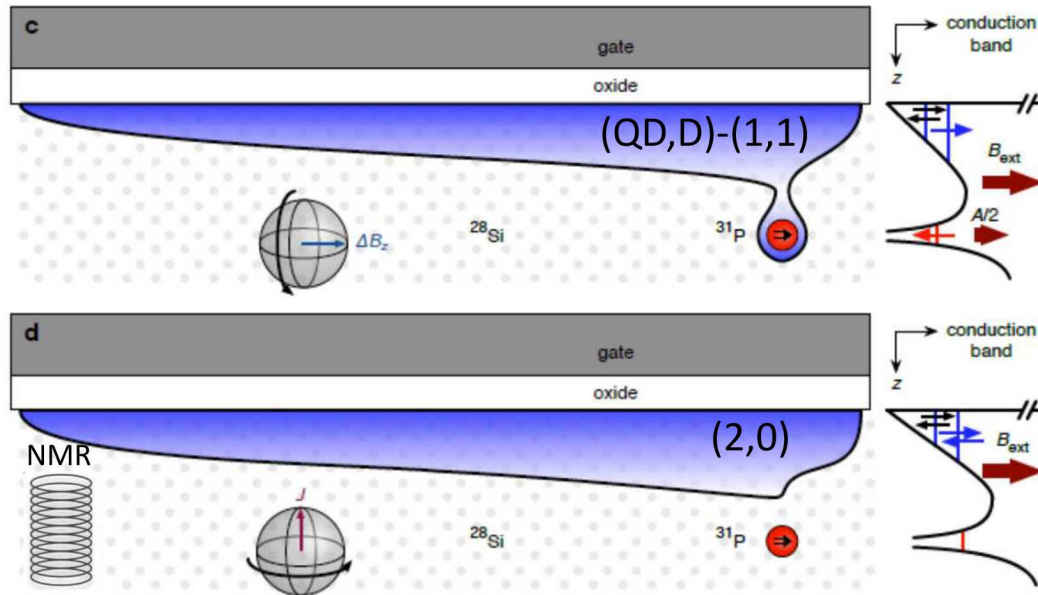 c
gate
oxide
(QD,D)-(1,1)
ΔB_z
²⁸Si
³¹P
conduction
band
z
B_ext
A/2
d
gate
oxide
(2,0)
NMR
J
²⁸Si
³¹P
conduction
band
z
B_ext